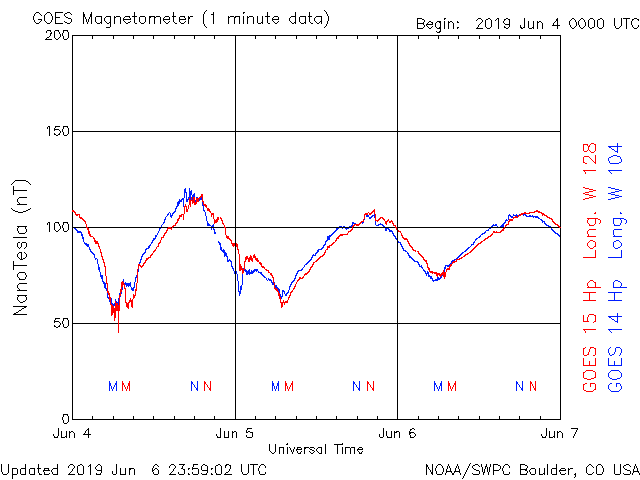 GOES Magnetometer (1 minute data)
Begin: 2019 Jun 4 0000 UTC
200
150
100
50
0
NanoTesla (nT)
M M N N M M N N M M N N
Jun 4 Jun 5 Jun 6 Jun 7
Universal Time
GOES 15 Hp Long. W 128
GOES 14 Hp Long. W 104
Updated 2019 Jun 6 23:59:02 UTC
NOAA/SWPC Boulder, CO USA